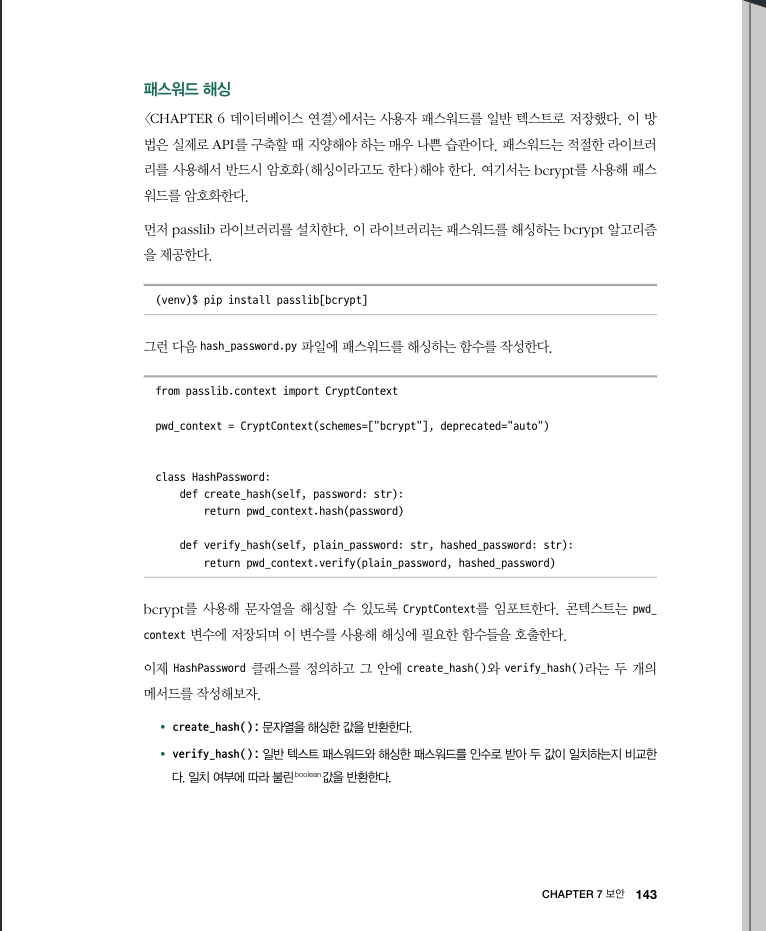 패스워드 해싱
〈CHAPTER 6 데이터베이스 연결〉에서는 사용자 패스워드를 일반 텍스트로 저장했다. 이 방
법은 실제로 API를 구축할 때 지양해야 하는 매우 나쁜 습관이다. 패스워드는 적절한 라이브러
리를 사용해서 반드시 암호화(해싱이라고도 한다)해야 한다. 여기서는 bcrypt를 사용해 패스
워드를 암호화한다.
먼저 passlib 라이브러리를 설치한다. 이 라이브러리는 패스워드를 해싱하는 bcrypt 알고리즘
을 제공한다.
(venv)$ pip install passlib[bcrypt]
그런 다음 hash_password.py 파일에 패스워드를 해싱하는 함수를 작성한다.
from passlib.context import CryptContext
pwd_context = CryptContext(schemes=["bcrypt"], deprecated="auto")
class HashPassword:
    def create_hash(self, password: str):
        return pwd_context.hash(password)
    def verify_hash(self, plain_password: str, hashed_password: str):
        return pwd_context.verify(plain_password, hashed_password)
bcrypt를 사용해 문자열을 해싱할 수 있도록 CryptContext를 임포트한다. 콘텍스트는 pwd_
context 변수에 저장되며 이 변수를 사용해 해싱에 필요한 함수들을 호출한다.
이제 HashPassword 클래스를 정의하고 그 안에 create_hash()와 verify_hash()라는 두 개의
메서드를 작성해보자.
• create_hash(): 문자열을 해싱한 값을 반환한다.
• verify_hash(): 일반 텍스트 패스워드와 해싱한 패스워드를 인수로 받아 두 값이 일치하는지 비교한
다. 일치 여부에 따라 불린boolean값을 반환한다.
CHAPTER 7 보안 143